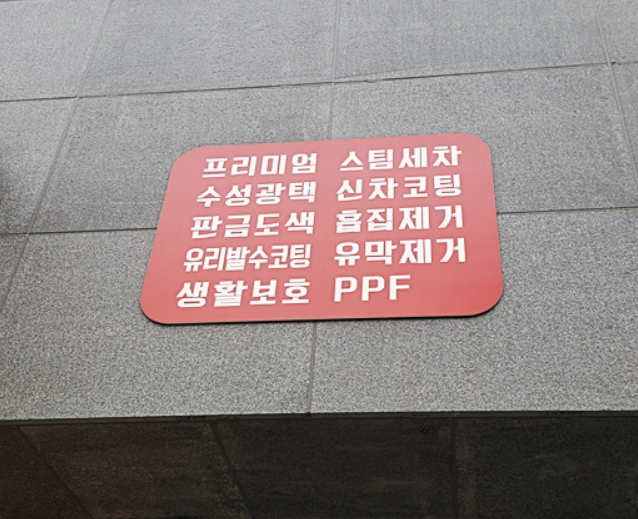 프리미엄 스팀세차
수성광택 신차코팅
판금도색 흠집제거
유리발수코팅 유막제거
생활보호 PPF